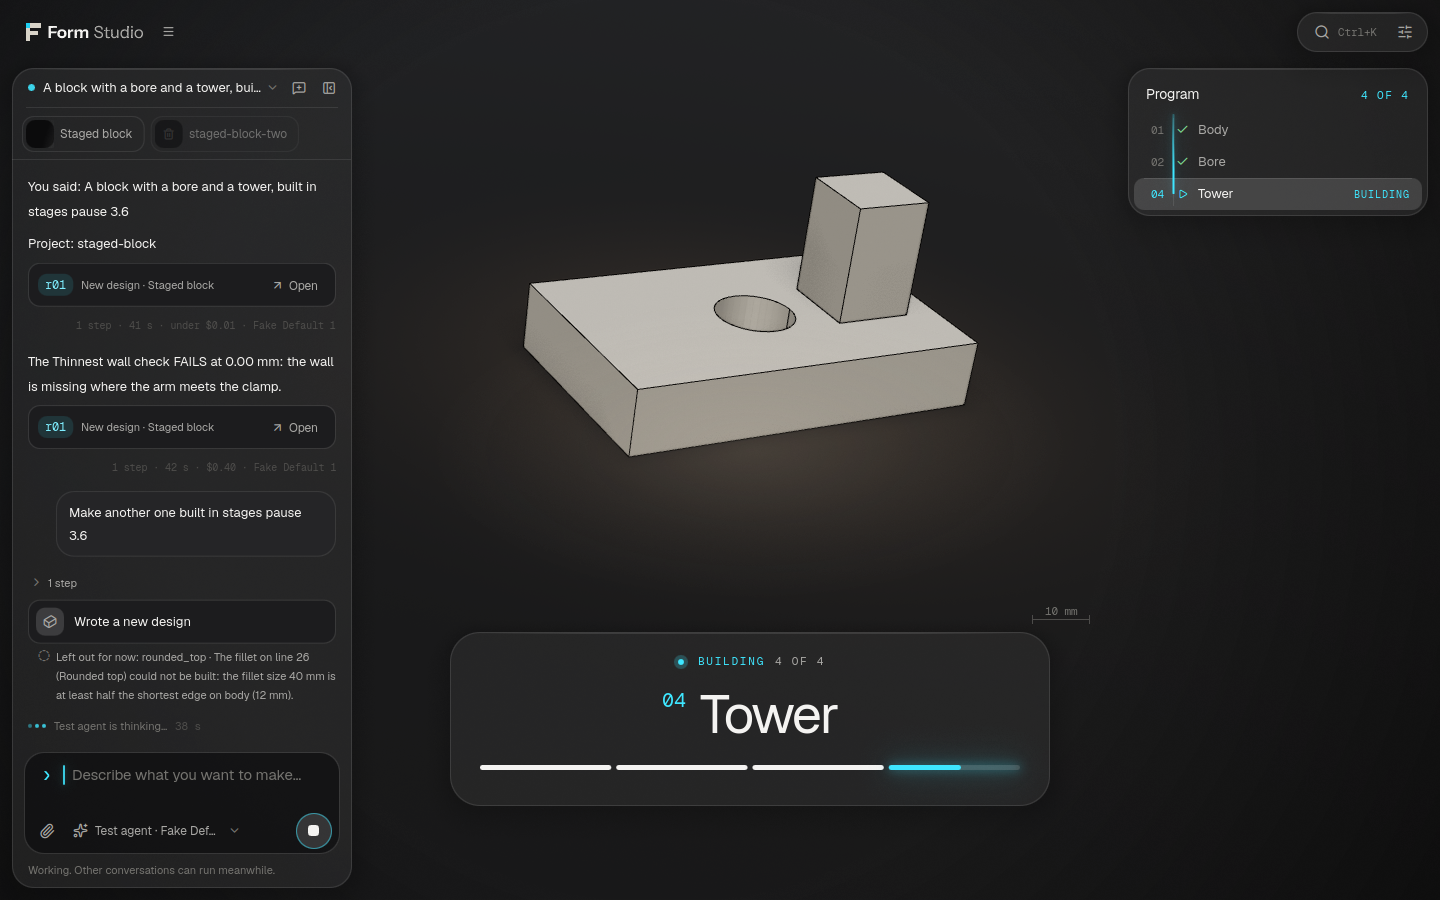 Form Studio
Ctrl+K
A block with a bore and a tower, bui...
Staged block
staged-block-two
You said: A block with a bore and a tower, built in
stages pause 3.6
Project: staged-block
r01 New design · Staged block Open
1 step · 41 s · under $0.01 · Fake Default 1
The Thinnest wall check FAILS at 0.00 mm: the wall
is missing where the arm meets the clamp.
r01 New design · Staged block Open
1 step · 42 s · $0.40 · Fake Default 1
Make another one built in stages pause
3.6
1 step
Wrote a new design
Left out for now: rounded_top · The fillet on line 26
(Rounded top) could not be built: the fillet size 40 mm is
at least half the shortest edge on body (12 mm).
Test agent is thinking... 38 s
Describe what you want to make...
Test agent · Fake Def...
Working. Other conversations can run meanwhile.
10 mm
BUILDING 4 OF 4
04 Tower
Program 4 OF 4
01 Body
02 Bore
04 Tower BUILDING